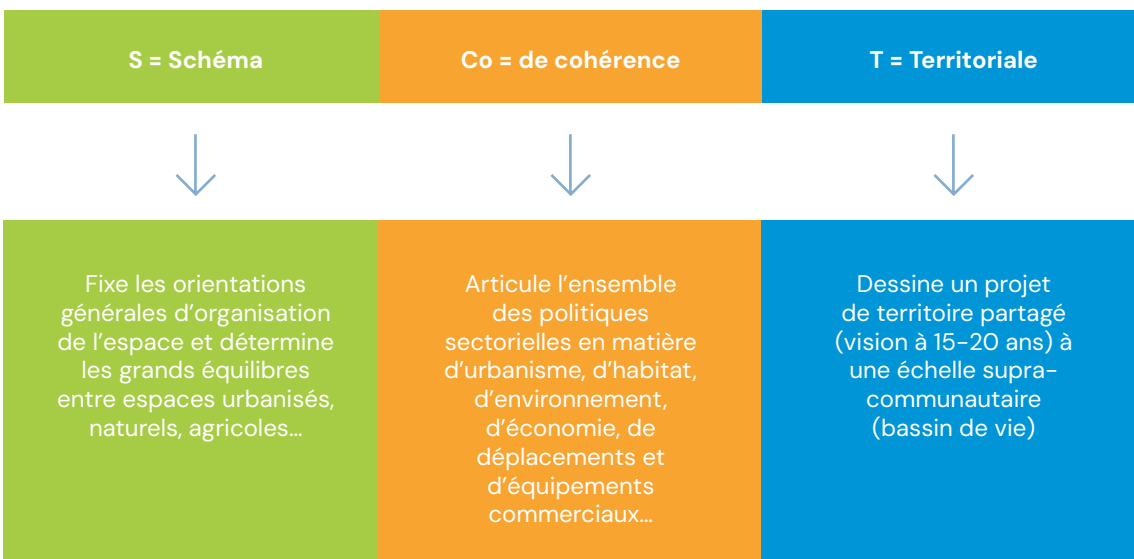 S = Schéma
Co = de cohérence
T = Territoriale
Fixe les orientations
générales d'organisation
de l'espace et détermine
les grands équilibres
entre espaces urbanisés,
naturels, agricoles…
Articule l'ensemble
des politiques
sectorielles en matière
d'urbanisme, d'habitat,
d'environnement,
d'économie, de
déplacements et
d'équipements
commerciaux…
Dessine un projet
de territoire partagé
(vision à 15-20 ans) à
une échelle supra-
communautaire
(bassin de vie)